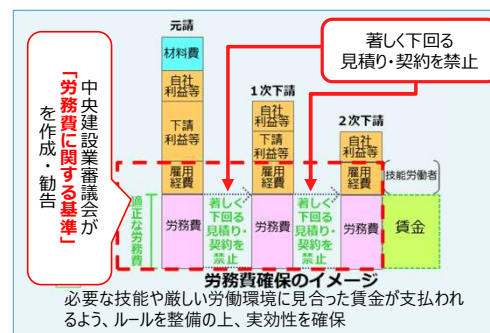 中央建設業審議会が
「労務費に関する基準」
を作成・勧告
元請
材料費
自社
利益等
下請
利益等
雇用
経費
労務費
適正な労務費
著しく下回る
見積り・契約を禁止
1次下請
自社
利益等
下請
利益等
雇用
経費
労務費
2次下請
自社
利益等
雇用
経費
労務費
著しく
下回る
見積り・
契約を
禁止
著しく
下回る
見積り・
契約を
禁止
技能労働者
賃金
労務費確保のイメージ
必要な技能や厳しい労働環境に見合った賃金が支払われ
るよう、ルールを整備の上、実効性を確保